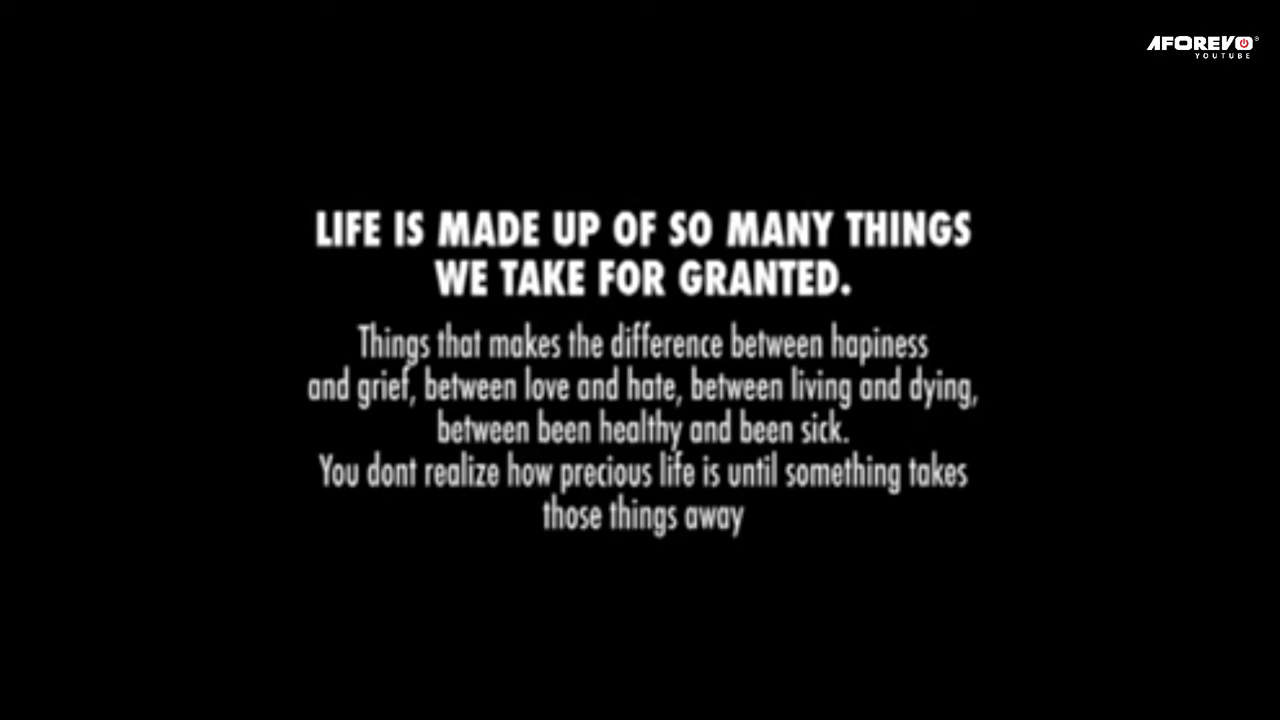 AFOREVO
YOUTUBE
LIFE IS MADE UP OF SO MANY THINGS
WE TAKE FOR GRANTED.
Things that makes the difference between hapiness
and grief, between love and hate, between living and dying,
between been healthy and been sick.
You dont realize how precious life is until something takes
those things away